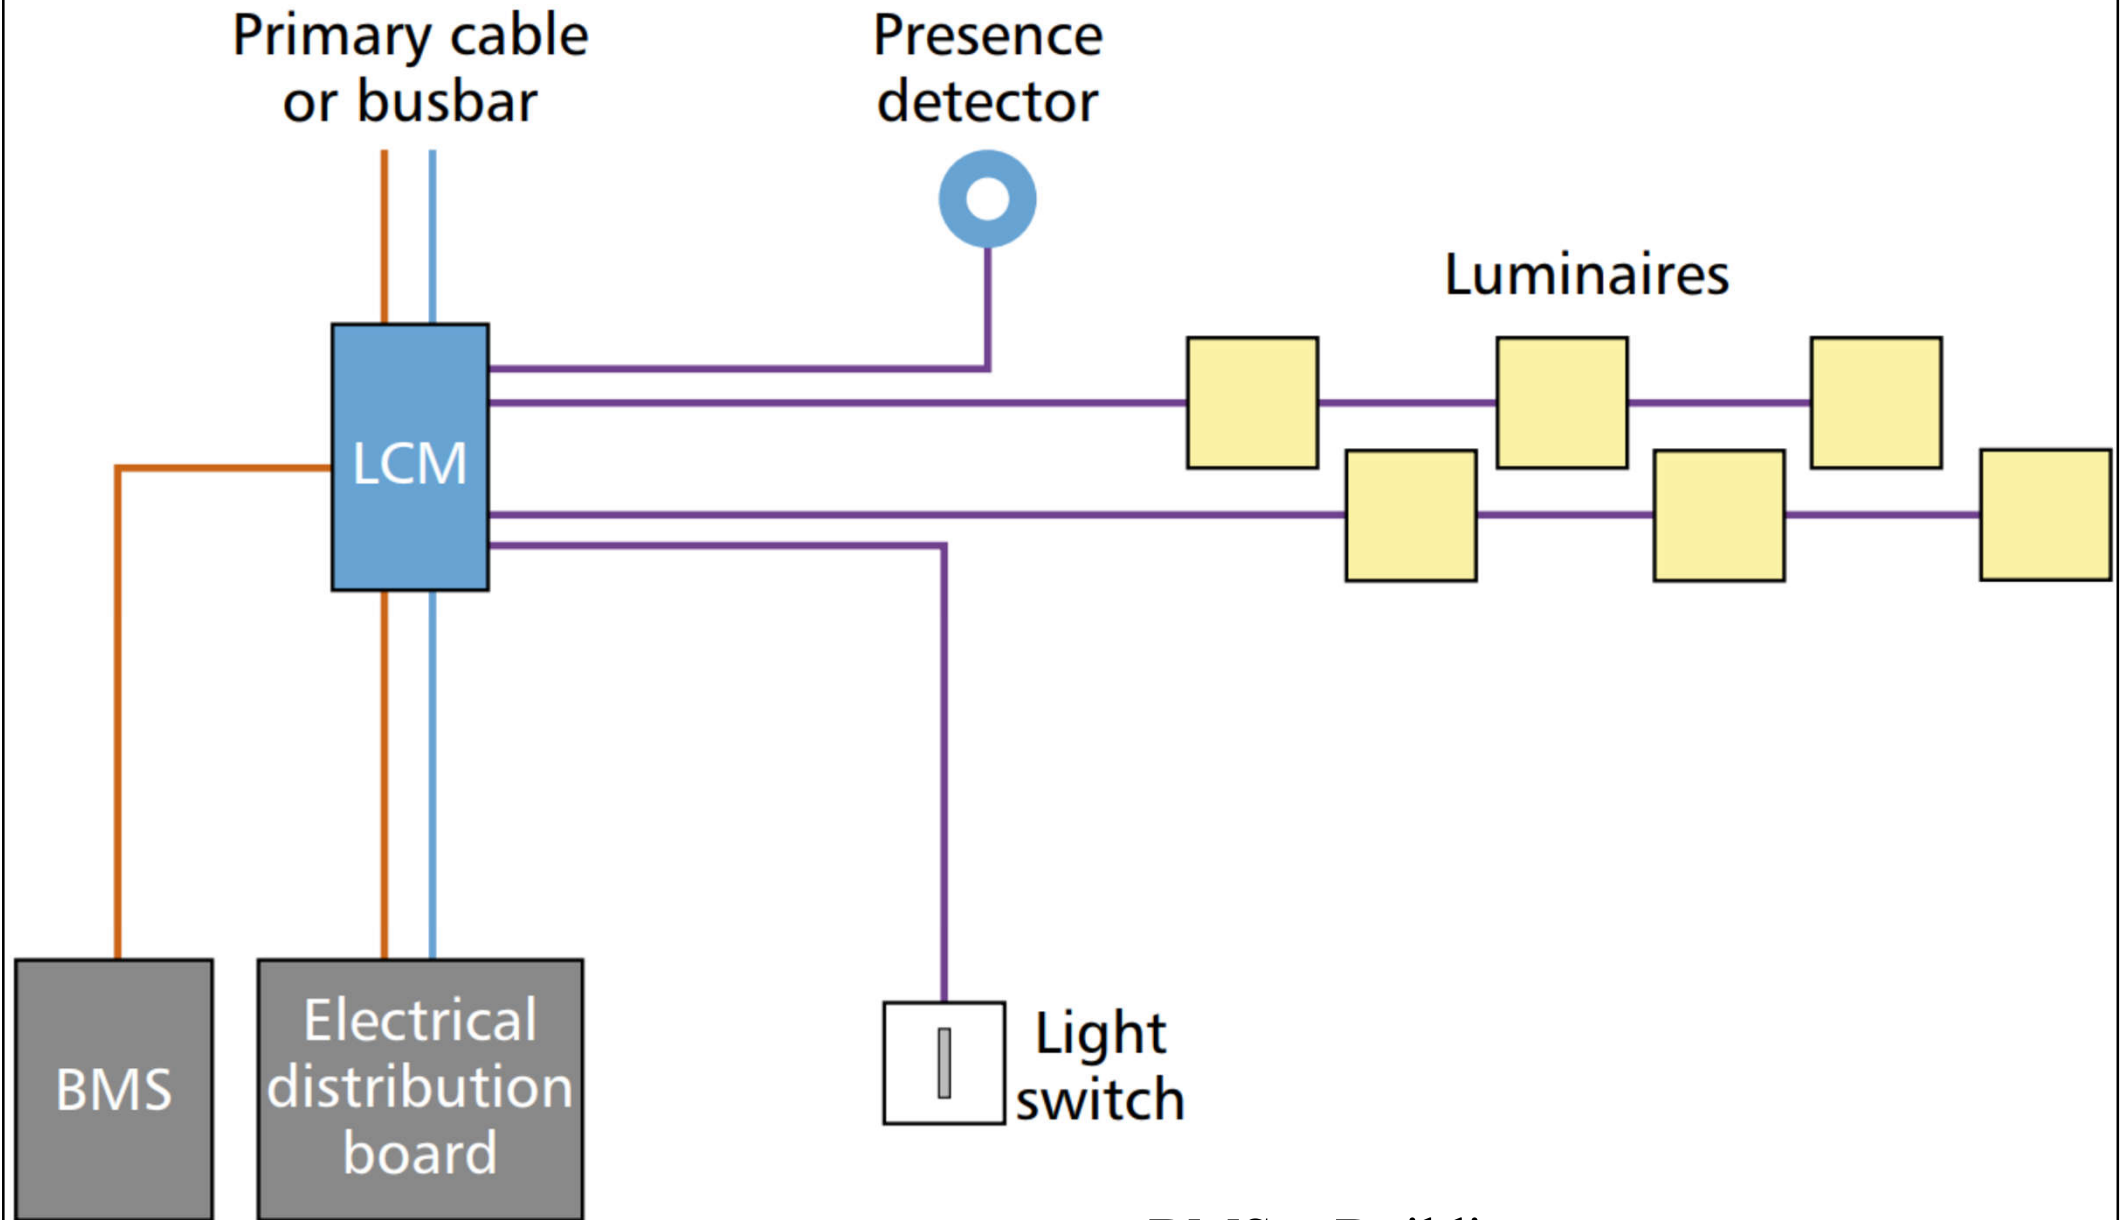 Primary cable
or busbar
Presence
detector
Luminaires
LCM
BMS
Electrical
distribution
board
Light
switch